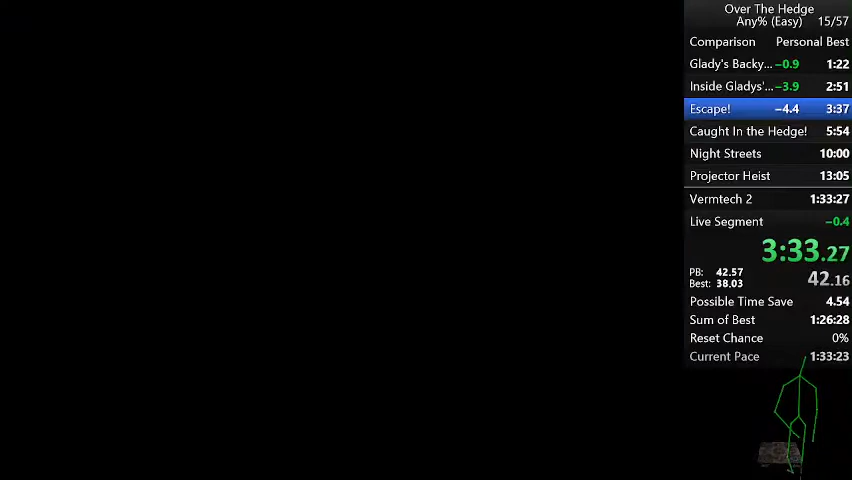 Over The Hedge
Any% (Easy) 15/57
Comparison Personal Best
Glady's Backy... −0.9 1:22
Inside Gladys'... −3.9 2:51
Escape! −4.4 3:37
Caught In the Hedge! 5:54
Night Streets 10:00
Projector Heist 13:05
Vermtech 2 1:33:27
Live Segment −0.4
3:33.27
PB: 42.57
Best: 38.03
42.16
Possible Time Save 4.54
Sum of Best 1:26:28
Reset Chance 0%
Current Pace 1:33:23